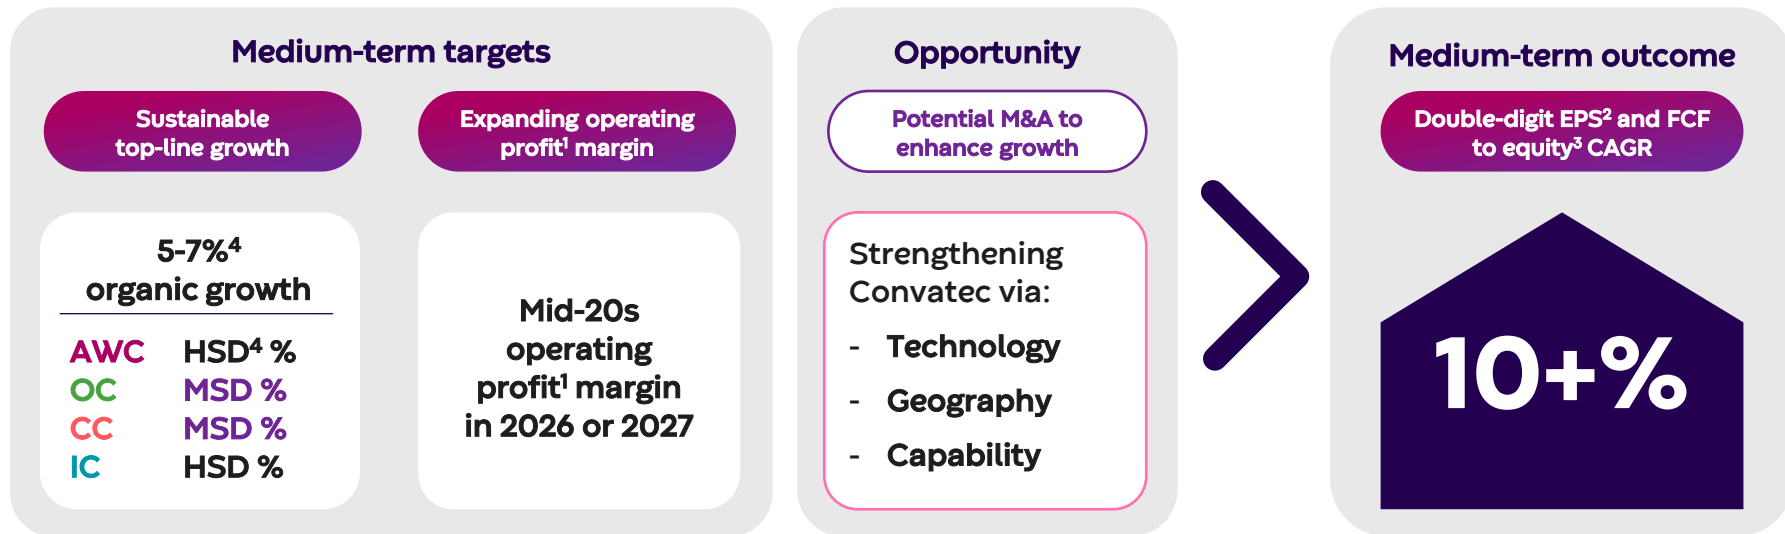 Medium-term targets
Sustainable
top-line growth
5-7%⁴
organic growth
AWC HSD⁴ %
OC MSD %
CC MSD %
IC HSD %
Expanding operating
profit¹ margin
Mid-20s
operating
profit¹ margin
in 2026 or 2027
Opportunity
Potential M&A to
enhance growth
Strengthening
Convatec via:
- Technology
- Geography
- Capability
Medium-term outcome
Double-digit EPS² and FCF
to equity³ CAGR
10+%